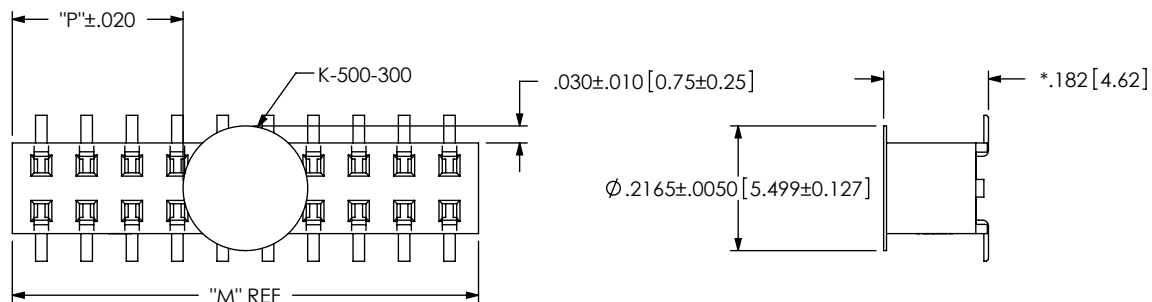 "P"±.020
K-500-300
.030±.010 [0.75±0.25]
*.182 [4.62]
Ø .2165±.0050 [5.499±0.127]
"M" REF